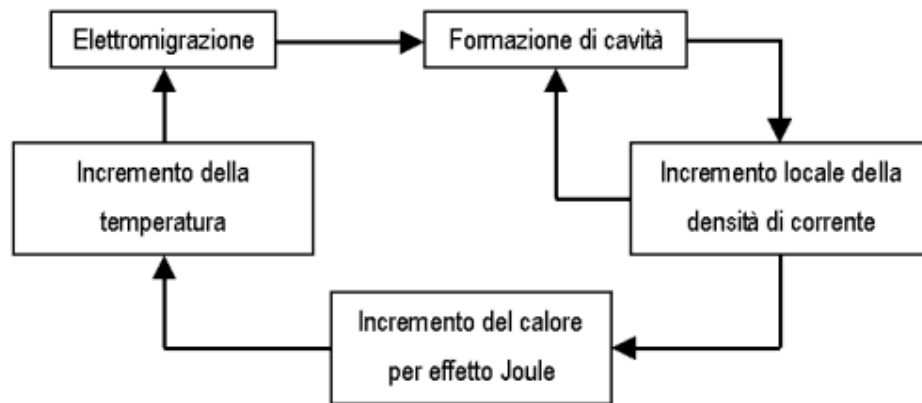 Elettromigrazione
Formazione di cavità
Incremento della
temperatura
Incremento locale della
densità di corrente
Incremento del calore
per effetto Joule